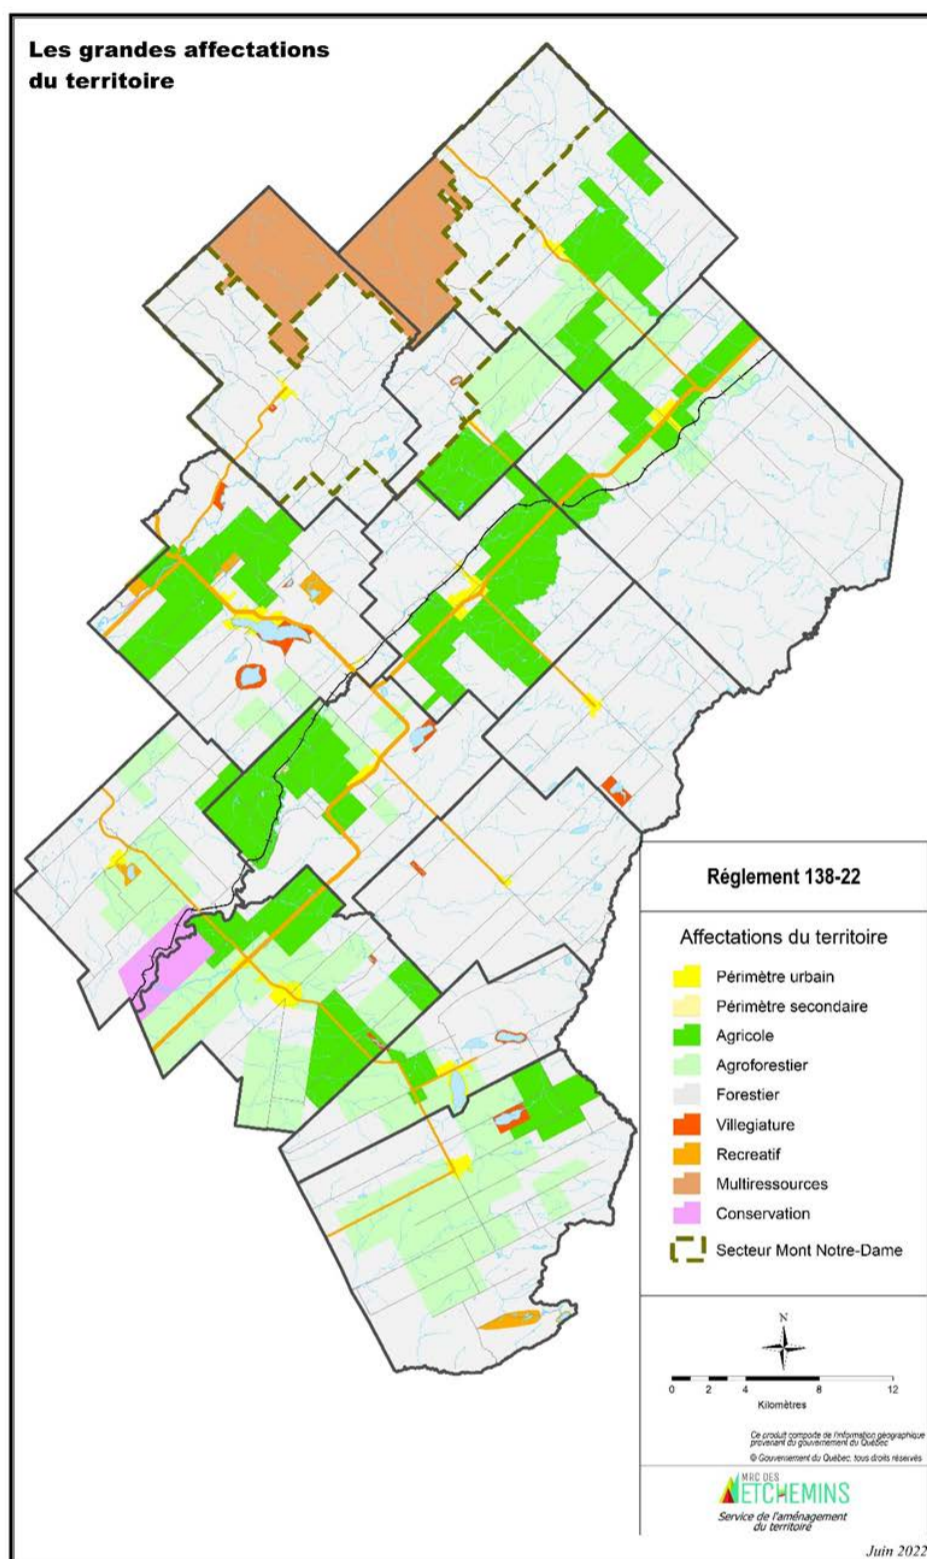 Les grandes affectations
du territoire
Réglement 138-22
Affectations du territoire
Périmètre urbain
Périmètre secondaire
Agricole
Agroforestier
Forestier
Villegiature
Recreatif
Multiressources
Conservation
Secteur Mont Notre-Dame
N
0 2 4 8 12
Kilomètres
Ce produit comporte de l'information géographique
provenant du gouvernement du Québec
© Gouvernement du Québec, tous droits réservés
MRC DES
ETCHEMINS
Service de l'aménagement
du territoire
Juin 2022